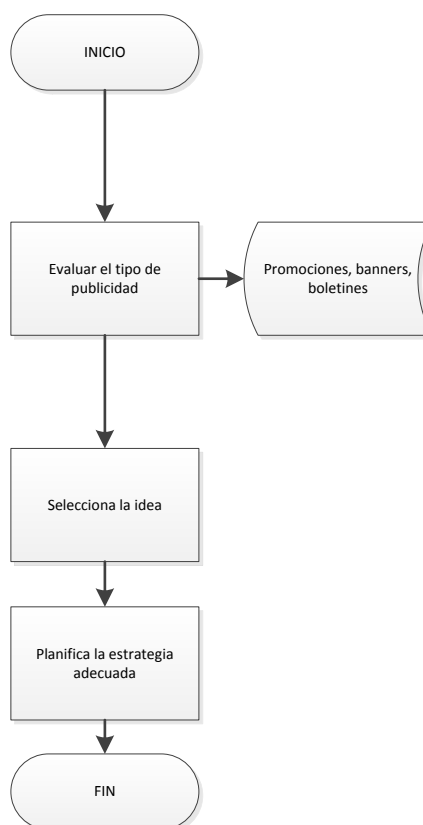 INICIO
Evaluar el tipo de
publicidad
Promociones, banners,
boletines
Selecciona la idea
Planifica la estrategia
adecuada
FIN